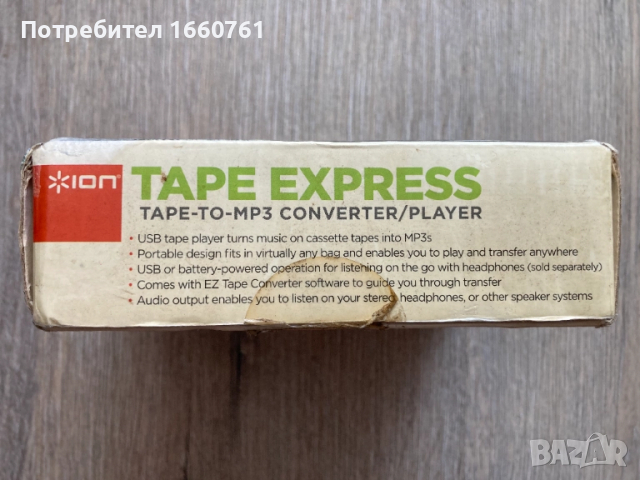 Потребител 1660761
ION
TAPE EXPRESS
TAPE-TO-MP3 CONVERTER/PLAYER
• USB tape player turns music on cassette tapes into MP3s
• Portable design fits in virtually any bag and enables you to play and transfer anywhere
• USB or battery-powered operation for listening on the go with headphones (sold separately)
• Comes with EZ Tape Converter software to guide you through transfer
• Audio output enables you to listen on your stereo, headphones, or other speaker systems
BAZAR